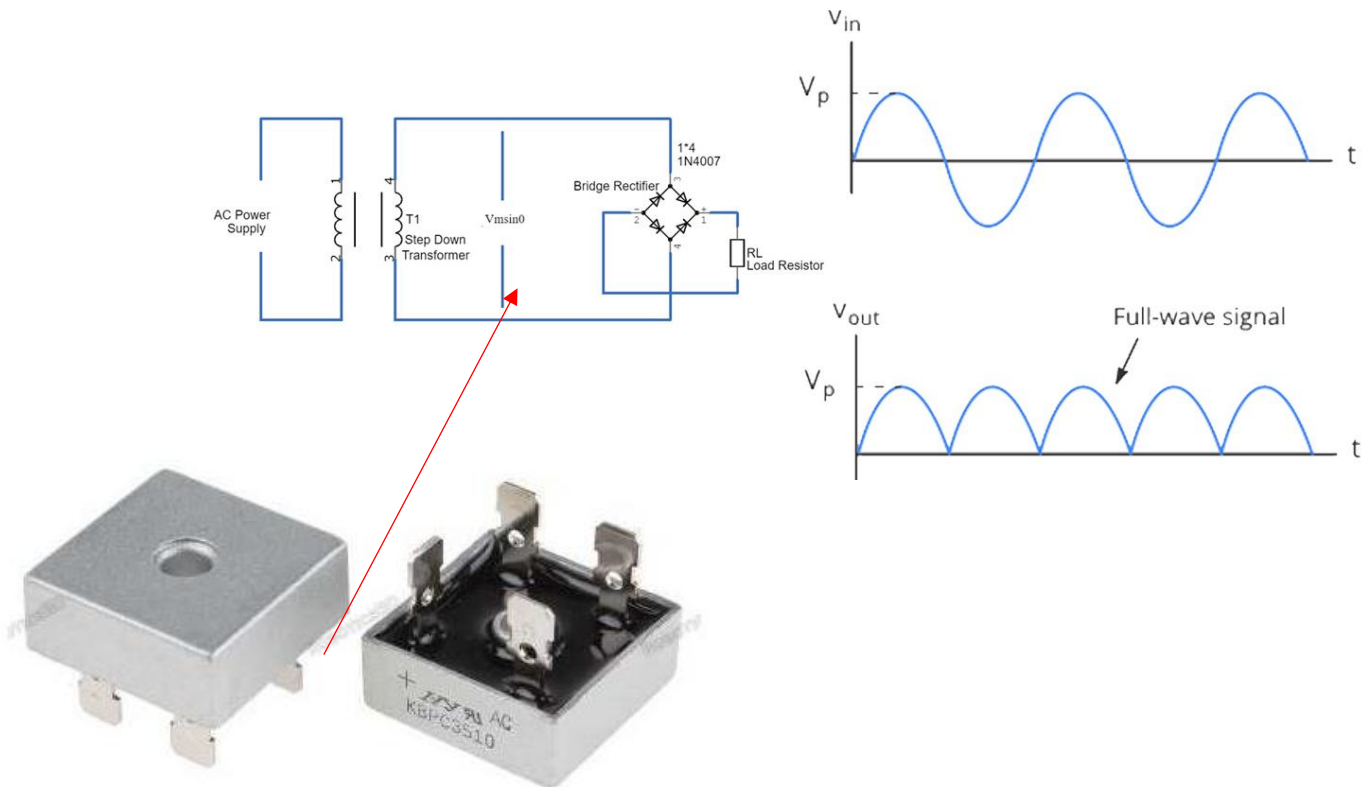 AC Power
Supply
1
2
4
3
T1
Step Down
Transformer
Vmsin0
1*4
1N4007
Bridge Rectifier
3
-
2
+
1
4
RL
Load Resistor
vin
Vp
t
vout
Vp
Full-wave signal
t
+ AC
KBPC3510